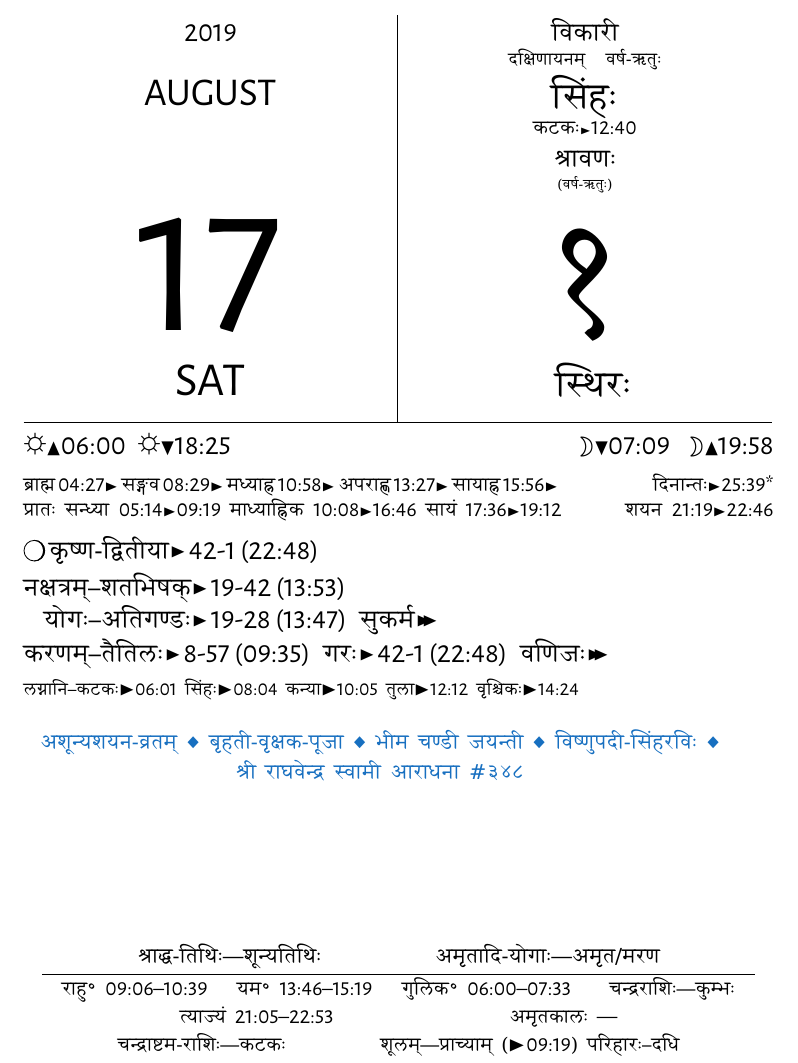 2019
AUGUST
17
SAT
विकारी
दक्षिणायनम् वर्ष-ऋतुः
सिंहः
कटकः►12:40
श्रावणः
(वर्ष-ऋतुः)
१
स्थिरः
☼▲06:00 ☼▼18:25 ☽▼07:09 ☽▲19:58
ब्राह्म 04:27► सङ्गव 08:29► मध्याह्न 10:58► अपराह्ण 13:27► सायाह्न 15:56► दिनान्तः►25:39*
प्रातः सन्ध्या 05:14►09:19 माध्याह्निक 10:08►16:46 सायं 17:36►19:12 शयन 21:19►22:46
❍कृष्ण-द्वितीया► 42-1 (22:48)
नक्षत्रम्–शतभिषक्►19-42 (13:53)
योगः–अतिगण्डः►19-28 (13:47) सुकर्म►►
करणम्–तैतिलः►8-57 (09:35) गरः►42-1 (22:48) वणिजः►►
लग्नानि–कटकः►06:01 सिंहः►08:04 कन्या►10:05 तुला►12:12 वृश्चिकः►14:24
अशून्यशयन-व्रतम् ◆ बृहती-वृक्षक-पूजा ◆ भीम चण्डी जयन्ती ◆ विष्णुपदी-सिंहरविः ◆
श्री राघवेन्द्र स्वामी आराधना #३४८
श्राद्ध-तिथिः—शून्यतिथिः अमृतादि-योगाः—अमृत/मरण
राहु॰ 09:06–10:39 यम॰ 13:46–15:19 गुलिक॰ 06:00–07:33 चन्द्रराशिः—कुम्भः
त्याज्यं 21:05–22:53 अमृतकालः —
चन्द्राष्टम-राशिः—कटकः शूलम्—प्राच्याम् (►09:19) परिहारः–दधि